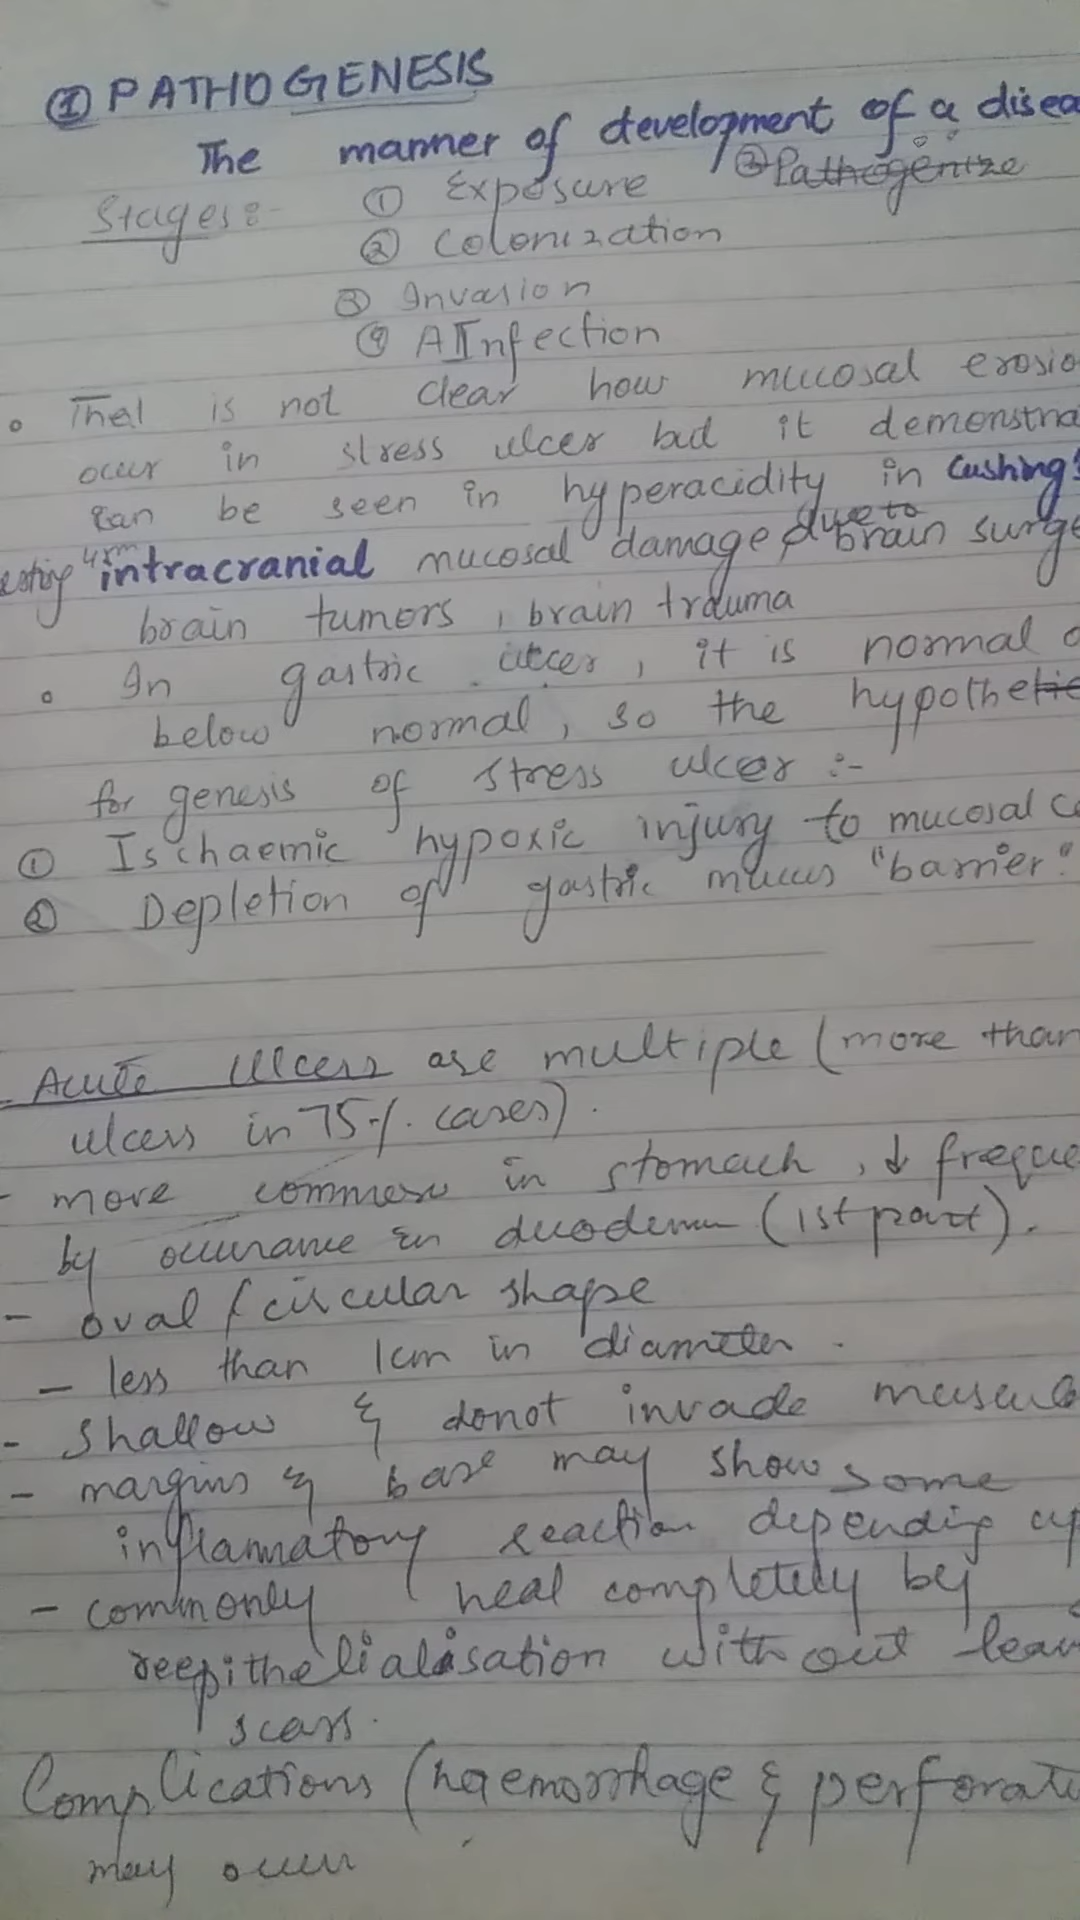 ① PATHOGENESIS
The manner of development of a disea
Stages:- ① Exposure ② Pathogenize
② Colonization
③ Invasion
④ A Infection
• That is not clear how mucosal erosio
occur in stress ulcer but it demonstra
can be seen in hyperacidity in Cushing's
intracranial mucosal damage due to brain surge
brain tumors, brain trauma
• In gastric ulcer, it is normal o
below normal, so the hypothetic
for genesis of stress ulcer :-
① Ischaemic hypoxic injury to mucosal ce
② Depletion of gastric mucus "barrier."
- Acute Ulcers are multiple (more than
ulcers in 75%. cases).
- more common in stomach, ↓ freque
by occurance in duodenum (1st part).
- oval / circular shape
- less than 1cm in diameter.
- shallow & donot invade muscula
- margins & base may show some
inflammatory reaction depending up
- commonly heal completely by
reepithelialisation without leav
scars.
Complications (haemorrhage & perforati
may occur